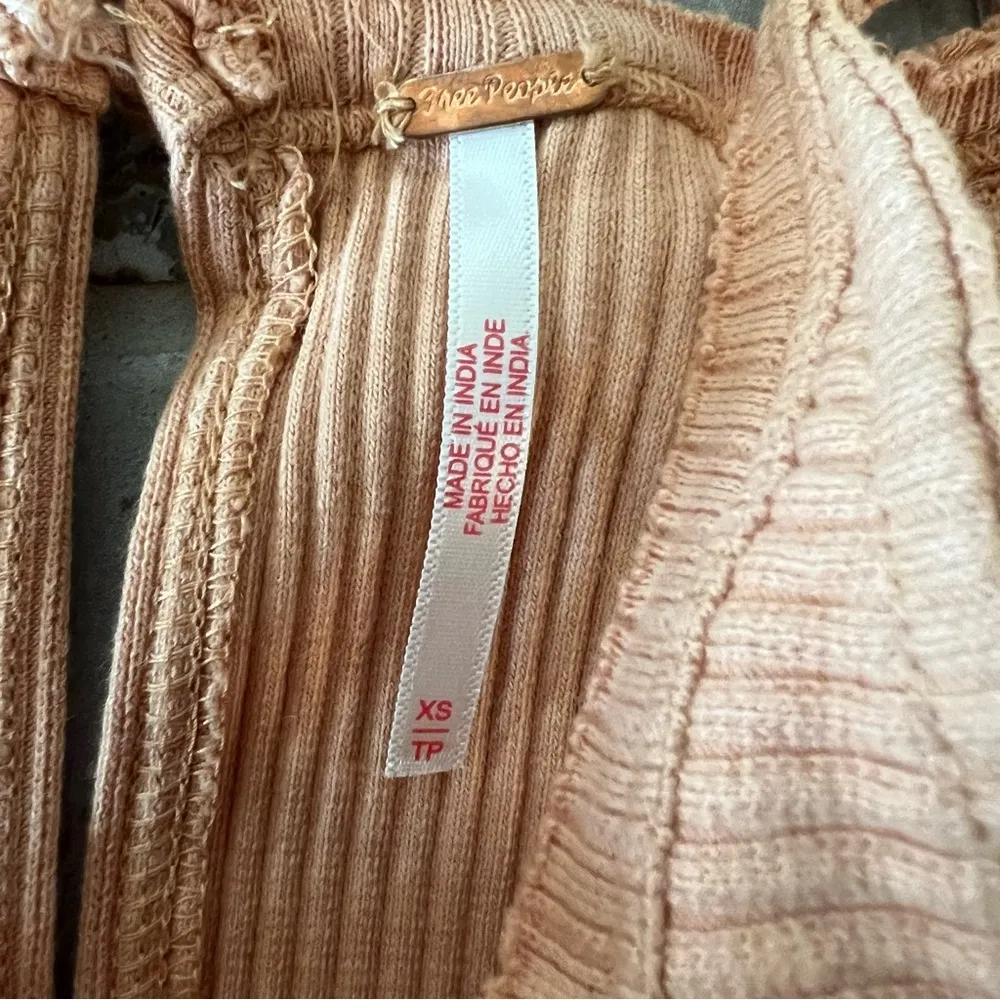 Free People
MADE IN INDIA
FABRIQUÉ EN INDE
HECHO EN INDIA
XS
TP